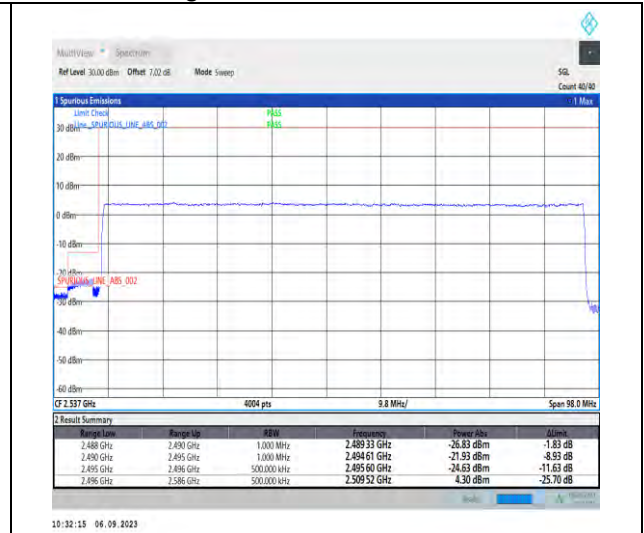 MultiView Spectrum
Ref Level 30.00 dBm Offset 7.02 dB Mode Sweep SGL
Count 40/40
1 Spurious Emissions 1 Max
Limit Check PASS
30 dBm Line _SPURIOUS_LINE_ABS_002 PASS
20 dBm
10 dBm
0 dBm
-10 dBm
-20 dBm
_SPURIOUS_LINE_ABS_002
-30 dBm
-40 dBm
-50 dBm
-60 dBm
CF 2.537 GHz 4004 pts 9.8 MHz/ Span 98.0 MHz
2 Result Summary
Range Low Range Up RBW Frequency Power Abs ΔLimit
2.488 GHz 2.490 GHz 1.000 MHz 2.489 33 GHz -26.83 dBm -1.83 dB
2.490 GHz 2.495 GHz 1.000 MHz 2.494 61 GHz -21.93 dBm -8.93 dB
2.495 GHz 2.496 GHz 500.000 kHz 2.495 60 GHz -24.63 dBm -11.63 dB
2.496 GHz 2.586 GHz 500.000 kHz 2.509 52 GHz 4.30 dBm -25.70 dB
10:32:15 06.09.2023